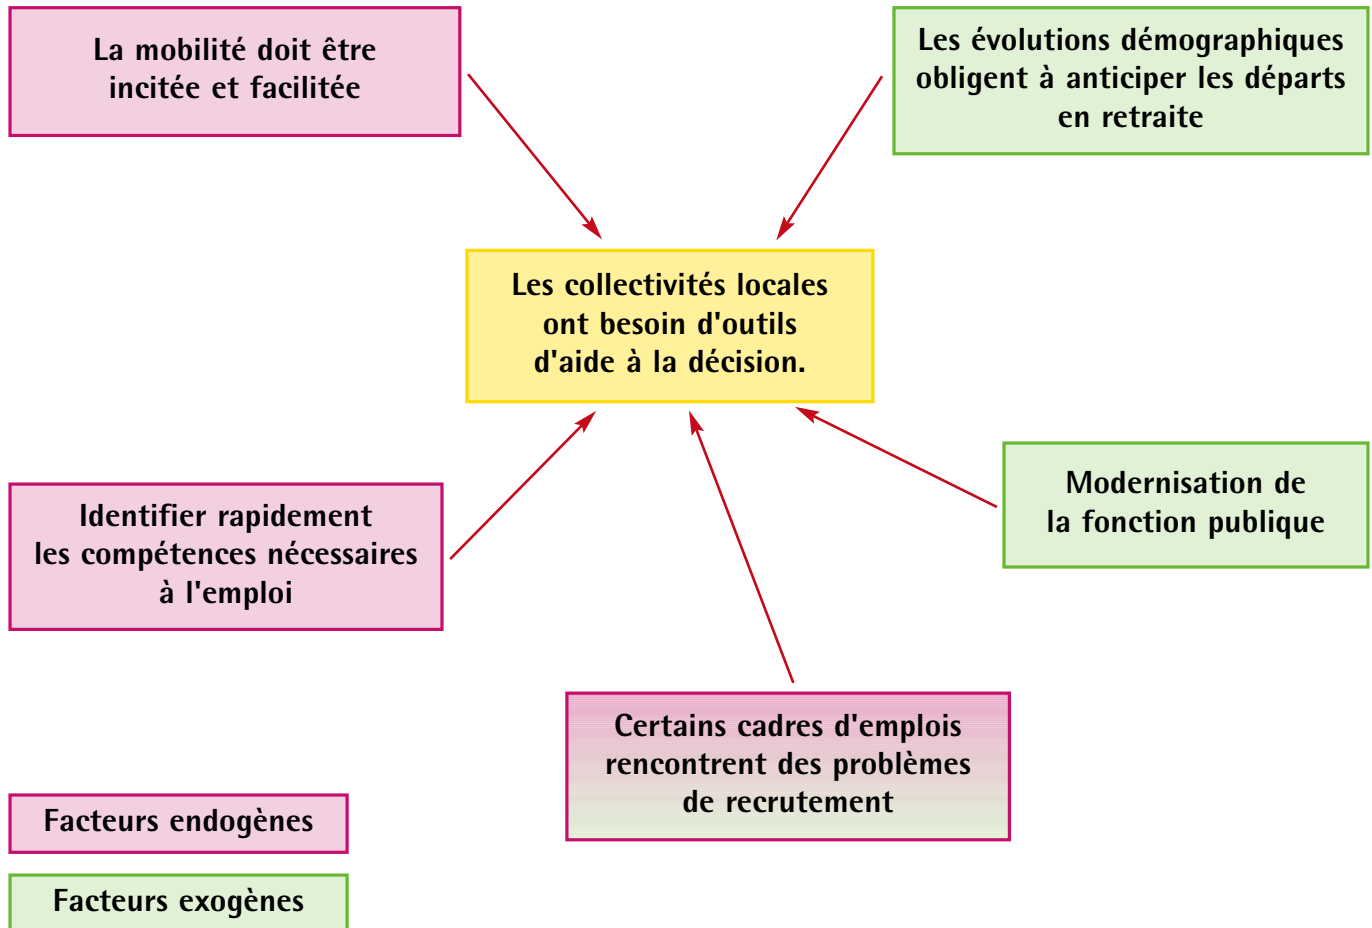 La mobilité doit être
incitée et facilitée
Les évolutions démographiques
obligent à anticiper les départs
en retraite
Les collectivités locales
ont besoin d'outils
d'aide à la décision.
Identifier rapidement
les compétences nécessaires
à l'emploi
Modernisation de
la fonction publique
Certains cadres d'emplois
rencontrent des problèmes
de recrutement
Facteurs endogènes
Facteurs exogènes